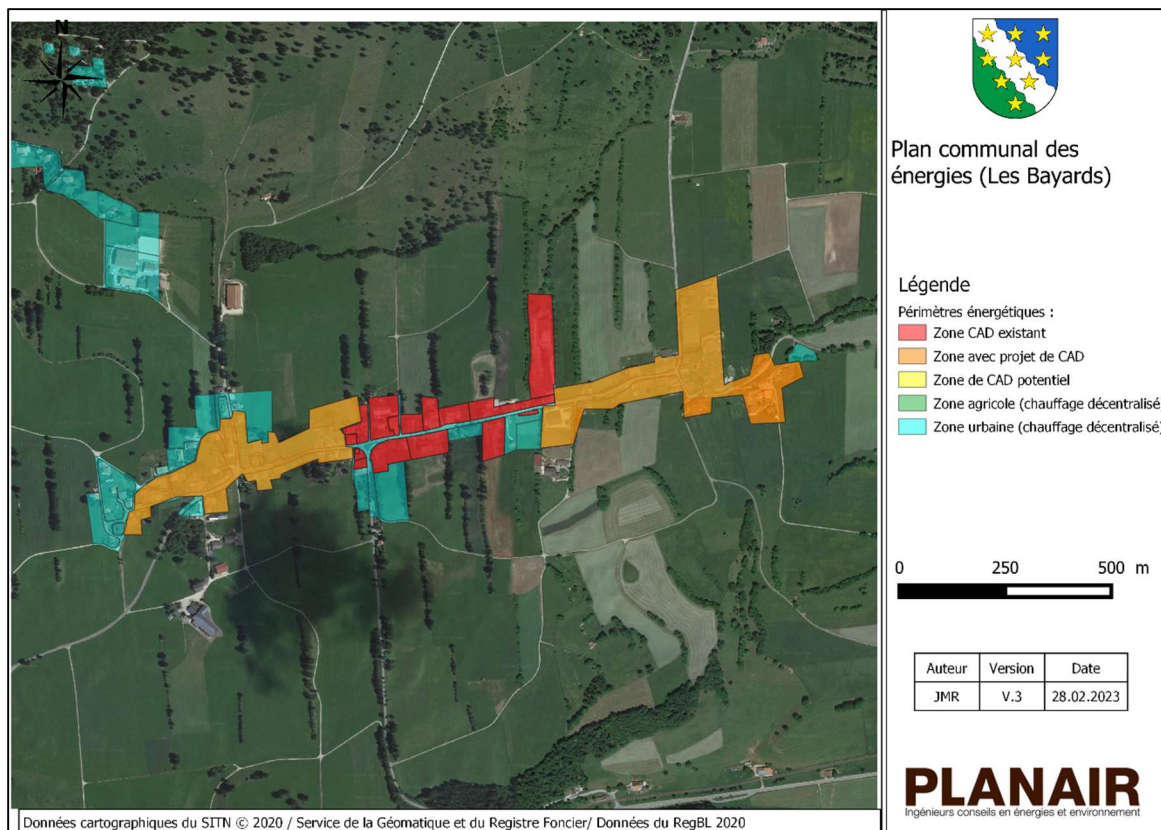 N
Plan communal des
énergies (Les Bayards)
Légende
Périmètres énergétiques :
Zone CAD existant
Zone avec projet de CAD
Zone de CAD potentiel
Zone agricole (chauffage décentralisé
Zone urbaine (chauffage décentralisé)
0 250 500 m
Auteur Version Date
JMR V.3 28.02.2023
PLANAIR
Ingénieurs conseils en énergies et environnement
Données cartographiques du SITN © 2020 / Service de la Géomatique et du Registre Foncier/ Données du RegBL 2020